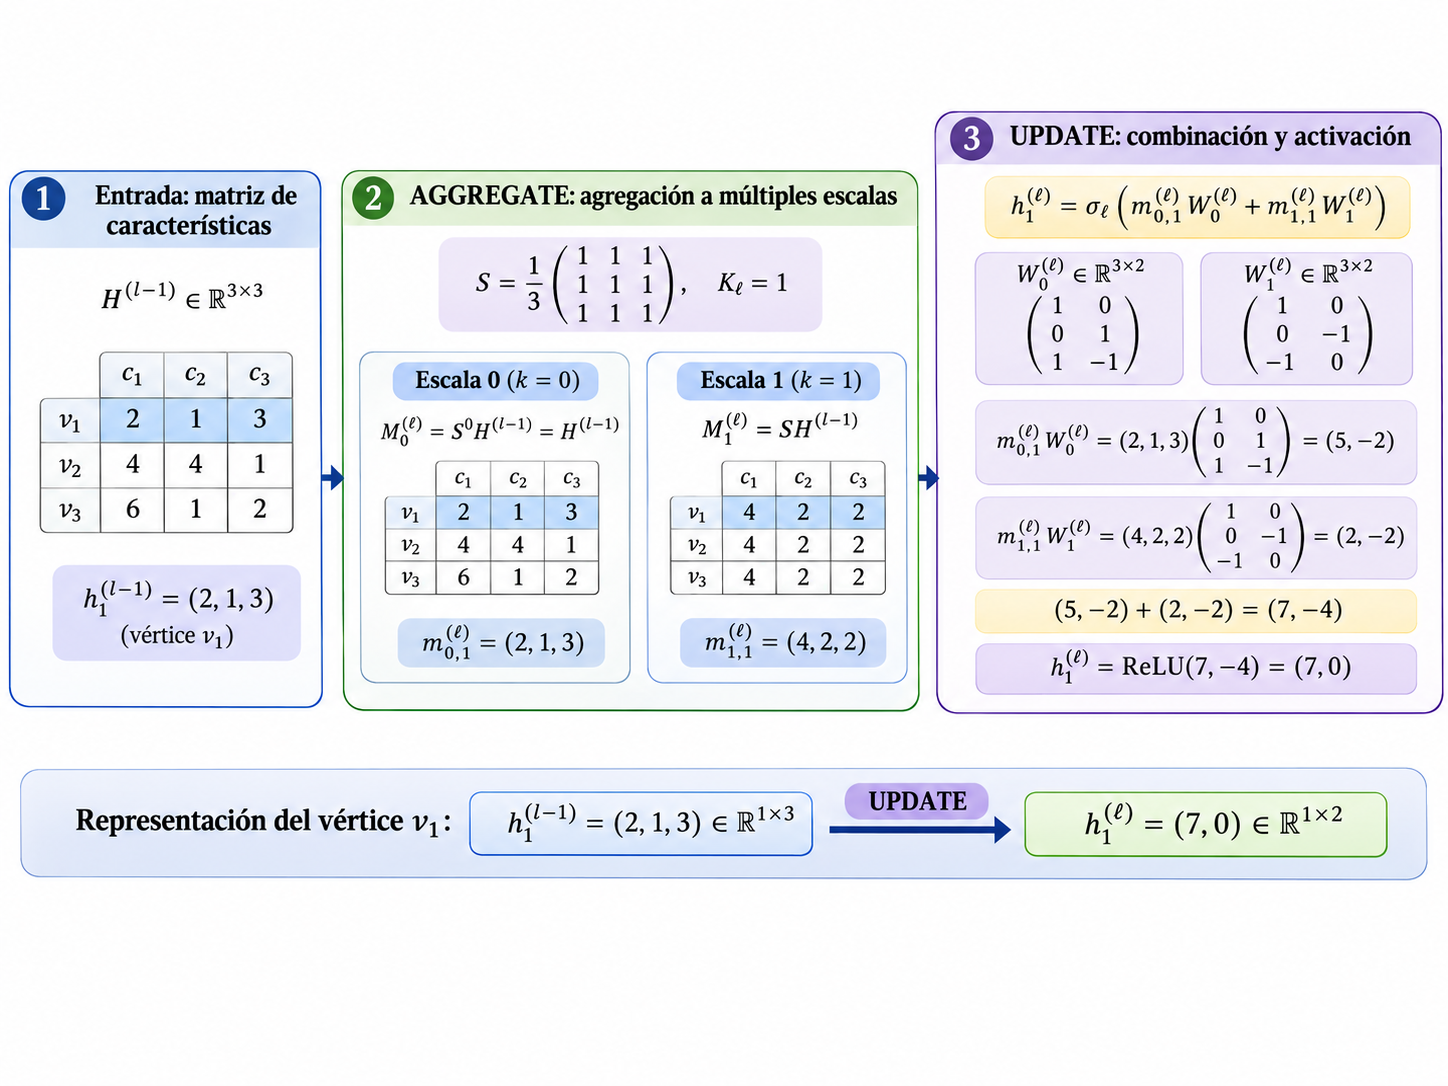 1 Entrada: matriz de
características
H^(l−1) ∈ ℝ^3×3
c₁ c₂ c₃
v₁ 2 1 3
v₂ 4 4 1
v₃ 6 1 2
h₁^(l−1) = (2, 1, 3)
(vértice v₁)
2 AGGREGATE: agregación a múltiples escalas
S = 1/3 ( 1 1 1
1 1 1
1 1 1 ), K_ℓ = 1
Escala 0 (k = 0)
M₀^(ℓ) = S⁰H^(l−1) = H^(l−1)
c₁ c₂ c₃
v₁ 2 1 3
v₂ 4 4 1
v₃ 6 1 2
m₀,₁^(ℓ) = (2, 1, 3)
Escala 1 (k = 1)
M₁^(ℓ) = SH^(l−1)
c₁ c₂ c₃
v₁ 4 2 2
v₂ 4 2 2
v₃ 4 2 2
m₁,₁^(ℓ) = (4, 2, 2)
3 UPDATE: combinación y activación
h₁^(ℓ) = σ_ℓ ( m₀,₁^(ℓ) W₀^(ℓ) + m₁,₁^(ℓ) W₁^(ℓ) )
W₀^(ℓ) ∈ ℝ^3×2
( 1 0
0 1
1 −1 )
W₁^(ℓ) ∈ ℝ^3×2
( 1 0
0 −1
−1 0 )
m₀,₁^(ℓ) W₀^(ℓ) = (2, 1, 3) ( 1 0
0 1
1 −1 ) = (5, −2)
m₁,₁^(ℓ) W₁^(ℓ) = (4, 2, 2) ( 1 0
0 −1
−1 0 ) = (2, −2)
(5, −2) + (2, −2) = (7, −4)
h₁^(ℓ) = ReLU(7, −4) = (7, 0)
Representación del vértice v₁: h₁^(l−1) = (2, 1, 3) ∈ ℝ^1×3 UPDATE h₁^(ℓ) = (7, 0) ∈ ℝ^1×2